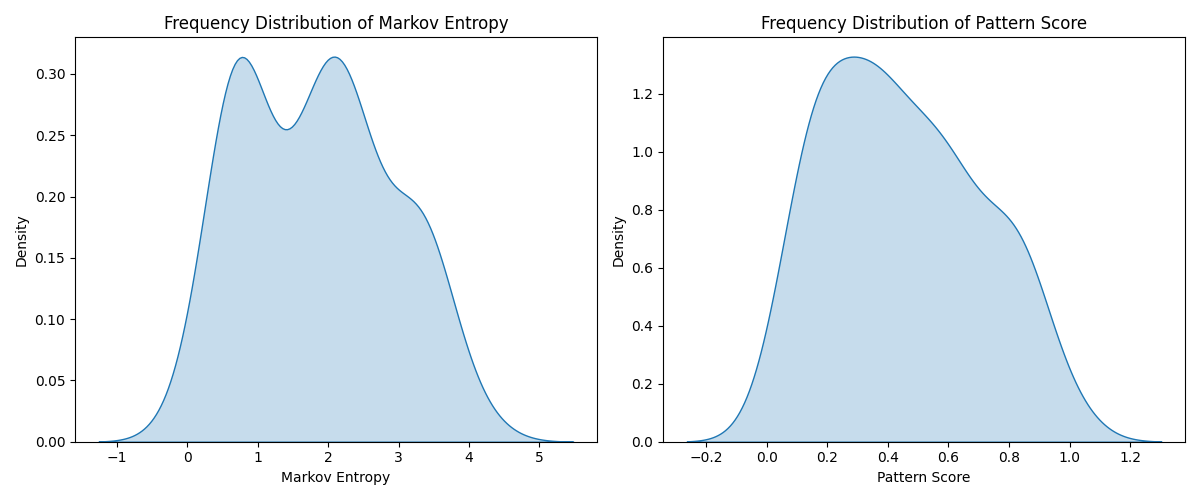 Frequency Distribution of Markov Entropy
Density
0.30
0.25
0.20
0.15
0.10
0.05
0.00
−1 0 1 2 3 4 5
Markov Entropy
Frequency Distribution of Pattern Score
Density
1.2
1.0
0.8
0.6
0.4
0.2
0.0
−0.2 0.0 0.2 0.4 0.6 0.8 1.0 1.2
Pattern Score